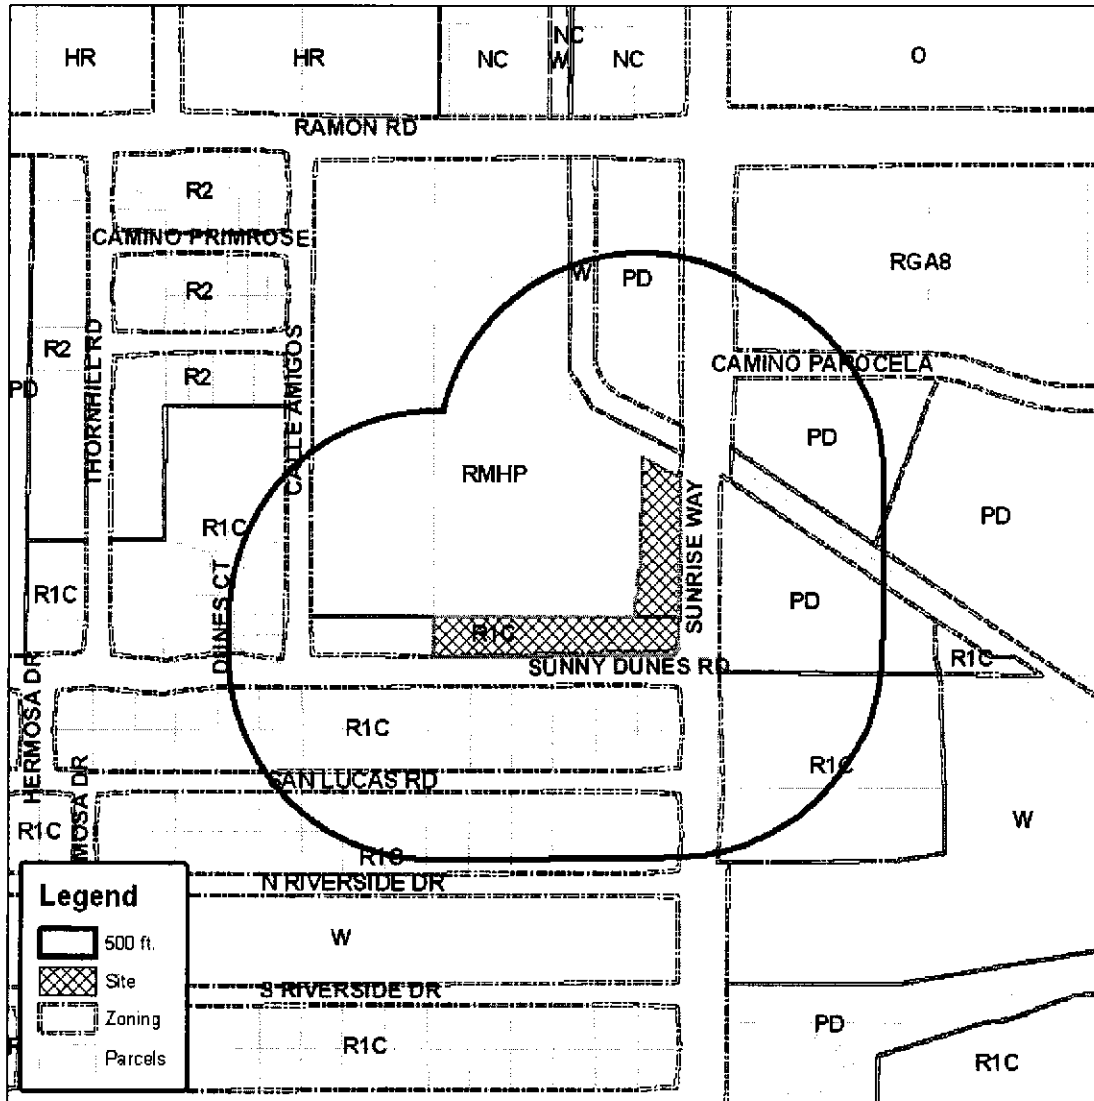 HR
HR
NC
NC
W
NC
O
RAMON RD
R2
CAMINO PRIMROSE
R2
W
PD
RGA8
R2
THORNHILL RD
PD
R2
CALLE AMIGOS
CAMINO PAROCELA
PD
RMHP
R1C
SUNRISE WAY
PD
R1C
DUNES CT
PD
R1C
SUNNY DUNES RD
R1C
HERMOSA DR
R1C
R1C
SAN LUCAS RD
MOSA DR
R1C
R1C
W
N RIVERSIDE DR
W
S RIVERSIDE DR
R1C
PD
R1C
Legend
500 ft.
Site
Zoning
Parcels